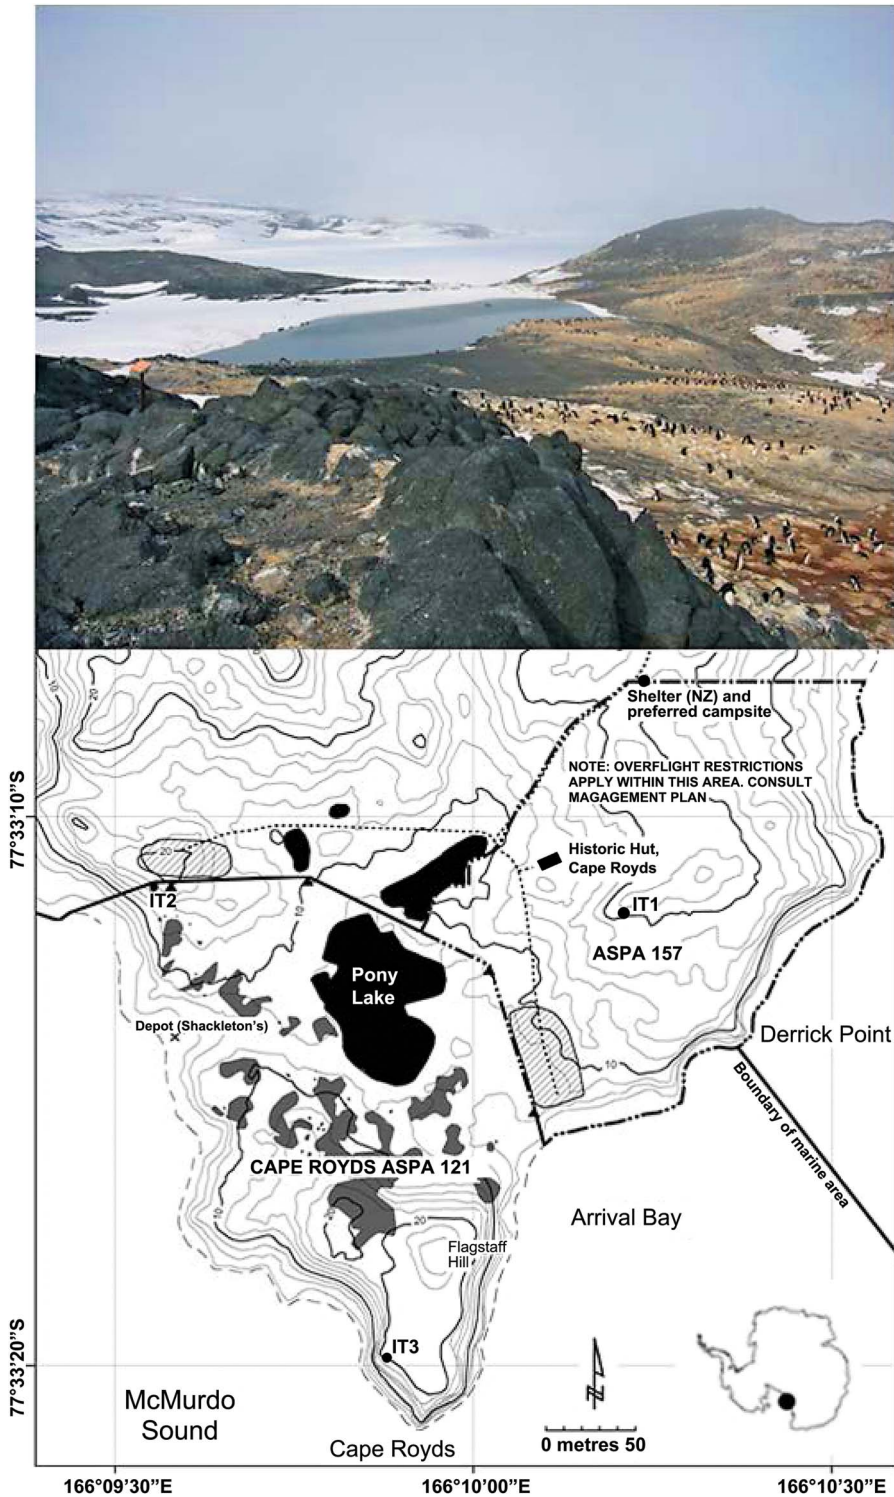 10
20
Shelter (NZ) and
preferred campsite
NOTE: OVERFLIGHT RESTRICTIONS
APPLY WITHIN THIS AREA. CONSULT
MAGAGEMENT PLAN
77°33'10"S
20
Historic Hut,
Cape Royds
IT2
IT1
10
ASPA 157
Pony
Lake
Depot (Shackleton's)
Derrick Point
10
Boundary of marine area
CAPE ROYDS ASPA 121
10
20
20
Arrival Bay
Flagstaff
Hill
IT3
77°33'20"S
McMurdo
Sound
N
0 metres 50
Cape Royds
166°09'30"E
166°10'00"E
166°10'30"E